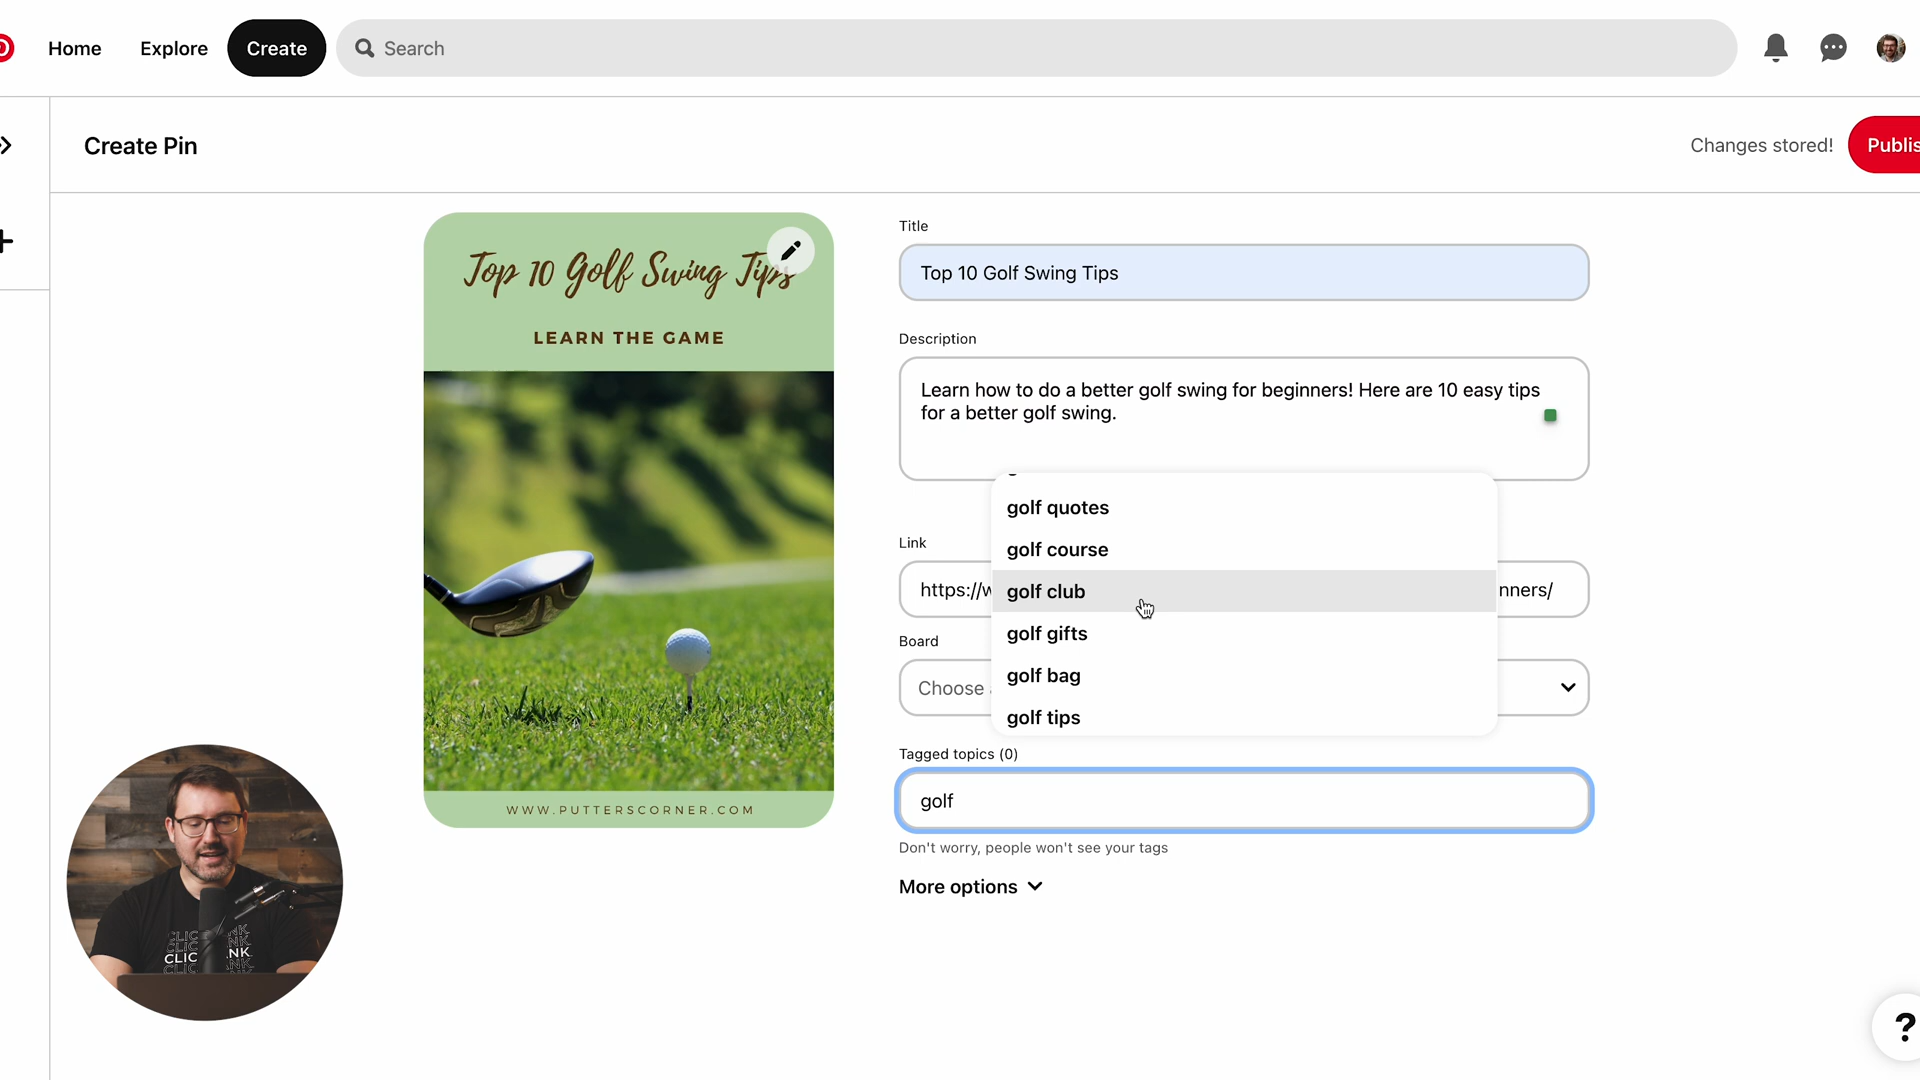 Home
Explore
Create
Search
Create Pin
Changes stored!
Publis
Top 10 Golf Swing Tips
LEARN THE GAME
WWW.PUTTERSCORNER.COM
Title
Top 10 Golf Swing Tips
Description
Learn how to do a better golf swing for beginners! Here are 10 easy tips
for a better golf swing.
golf quotes
golf course
golf club
golf gifts
golf bag
golf tips
Link
https://w
nners/
Board
Choose
Tagged topics (0)
golf
Don't worry, people won't see your tags
More options
?
CLIC
NK